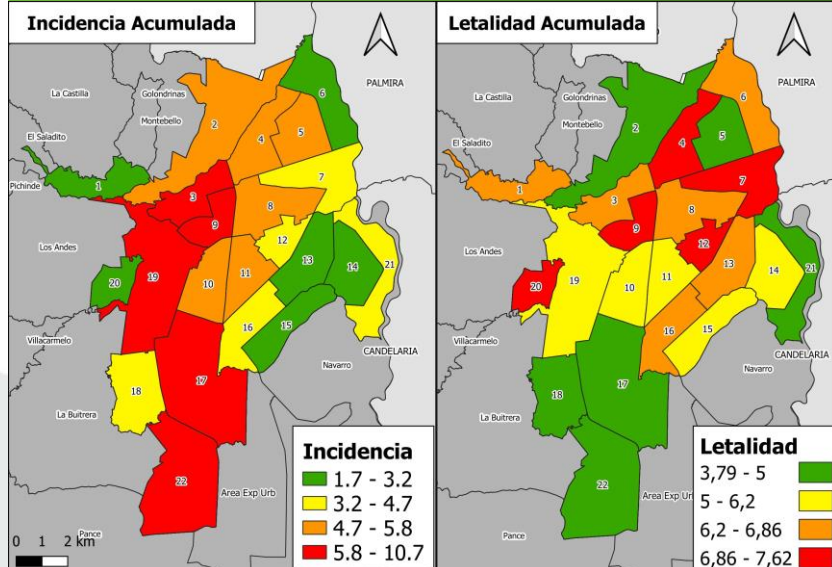 Incidencia Acumulada
La Castilla
Golondrinas
Montebello
El Saladito
Pichinde
Los Andes
Villacarmelo
La Buitrera
Pance
PALMIRA
CANDELARIA
Navarro
Area Exp Urb
1
2
3
4
5
6
7
8
9
10
11
12
13
14
15
16
17
18
19
20
21
22
0 1 2 km
Incidencia
1.7 - 3.2
3.2 - 4.7
4.7 - 5.8
5.8 - 10.7
Letalidad Acumulada
La Castilla
Golondrinas
Montebello
El Saladito
Pichinde
Los Andes
Villacarmelo
La Buitrera
Pance
PALMIRA
CANDELARIA
Navarro
Area Exp Url
1
2
3
4
5
6
7
8
9
10
11
12
13
14
15
16
17
18
19
20
21
22
Letalidad
3,79 - 5
5 - 6,2
6,2 - 6,86
6,86 - 7,62